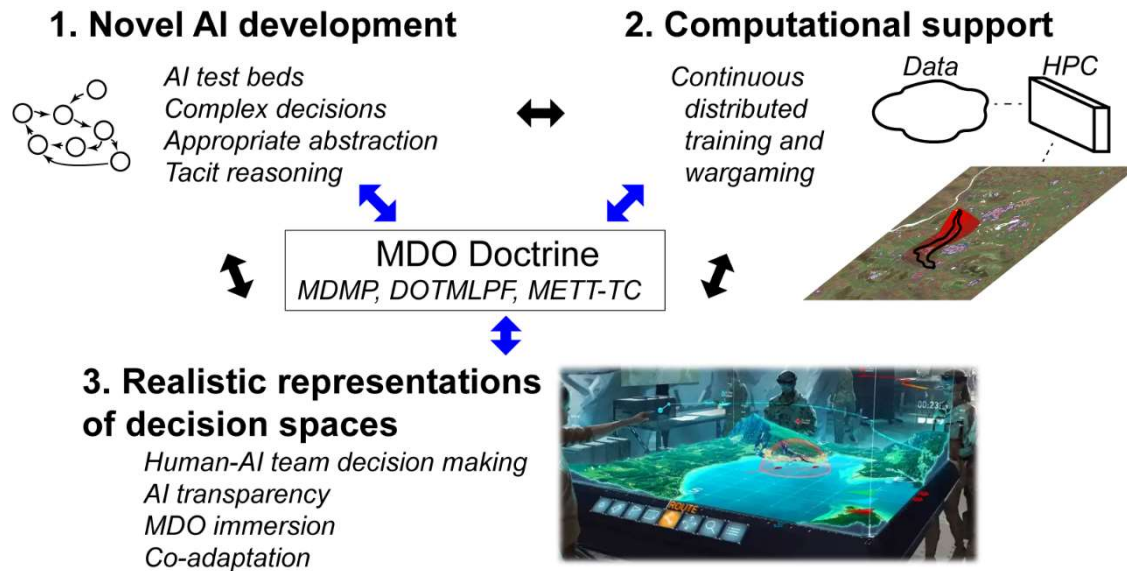 1. Novel AI development
AI test beds
Complex decisions
Appropriate abstraction
Tacit reasoning
2. Computational support
Continuous
distributed
training and
wargaming
Data
HPC
MDO Doctrine
MDMP, DOTMLPF, METT-TC
3. Realistic representations
of decision spaces
Human-AI team decision making
AI transparency
MDO immersion
Co-adaptation
ROUTE